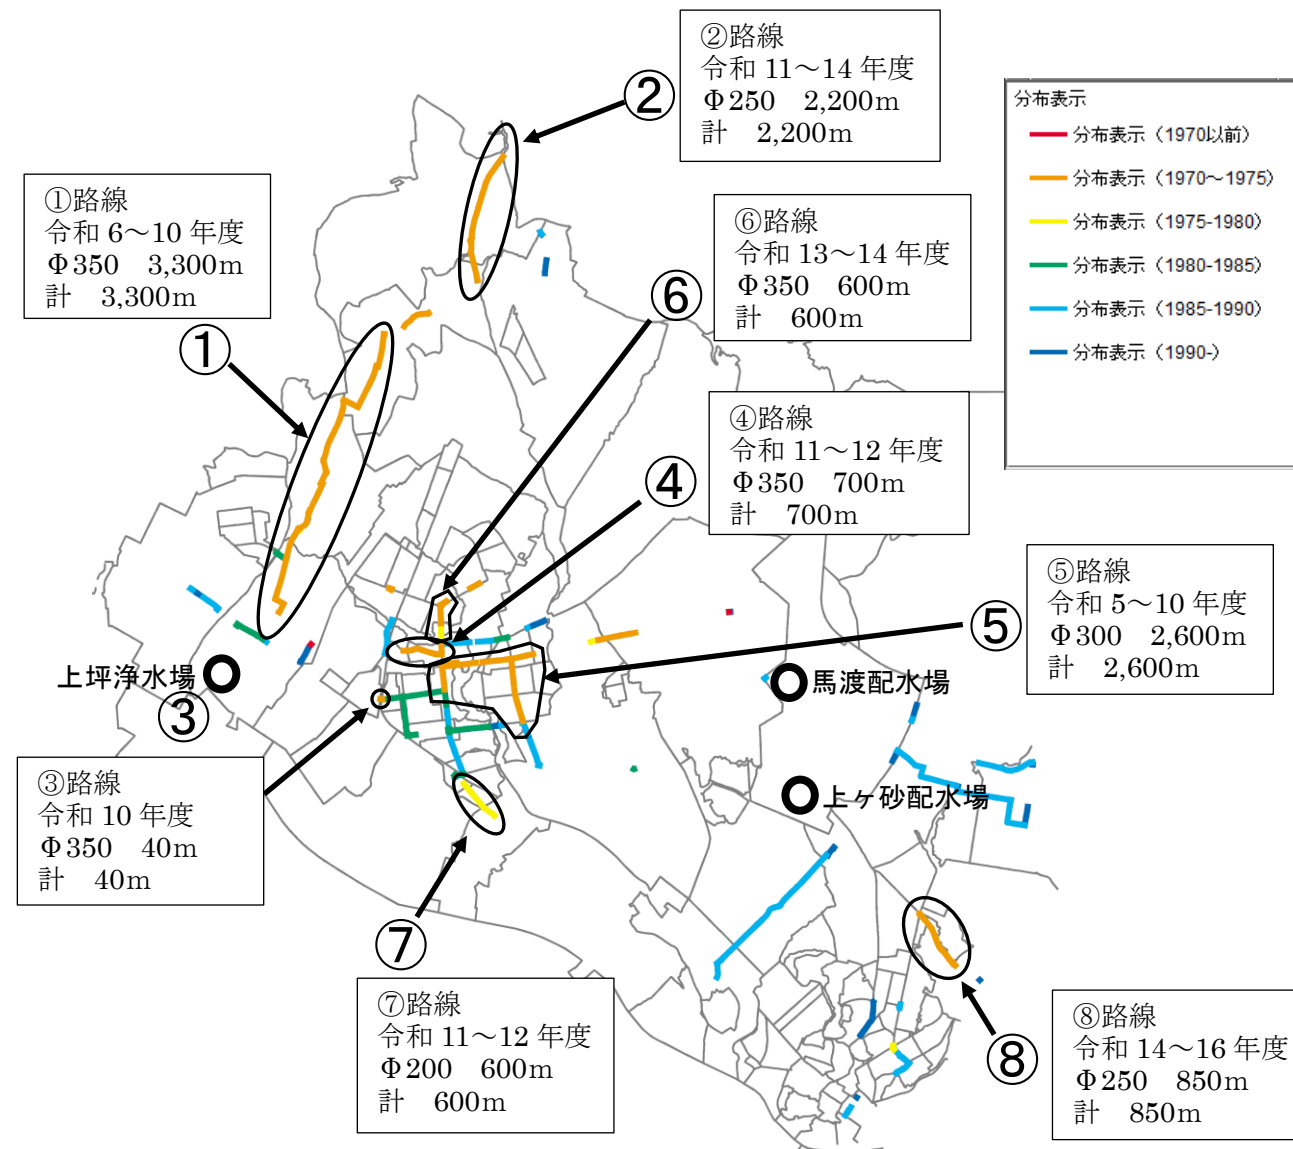 ②路線
令和 11～14 年度
Φ250　2,200m
計　2,200m
②
分布表示
分布表示（1970以前）
分布表示（1970～1975）
分布表示（1975-1980）
分布表示（1980-1985）
分布表示（1985-1990）
分布表示（1990-）
①路線
令和 6～10 年度
Φ350　3,300m
計　3,300m
①
⑥路線
令和 13～14 年度
Φ350　600m
計　600m
⑥
④路線
令和 11～12 年度
Φ350　700m
計　700m
④
⑤路線
令和 5～10 年度
Φ300　2,600m
計　2,600m
⑤
上坪浄水場
③
馬渡配水場
上ヶ砂配水場
③路線
令和 10 年度
Φ350　40m
計　40m
⑦
⑦路線
令和 11～12 年度
Φ200　600m
計　600m
⑧
⑧路線
令和 14～16 年度
Φ250　850m
計　850m